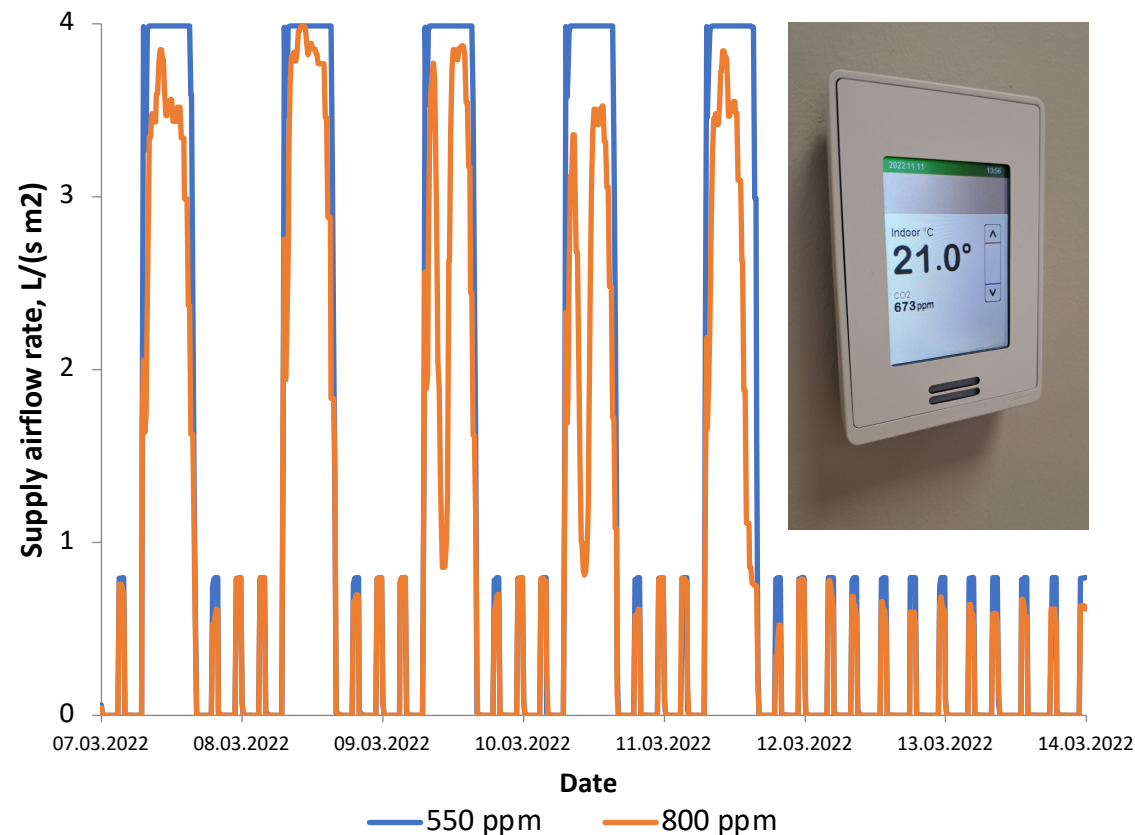 4
3
2
1
0
Supply airflow rate, L/(s m2)
07.03.2022
08.03.2022
09.03.2022
10.03.2022
11.03.2022
12.03.2022
13.03.2022
14.03.2022
Date
550 ppm
800 ppm
2022.11.11
13:56
Indoor °C
21.0°
CO2
673ppm